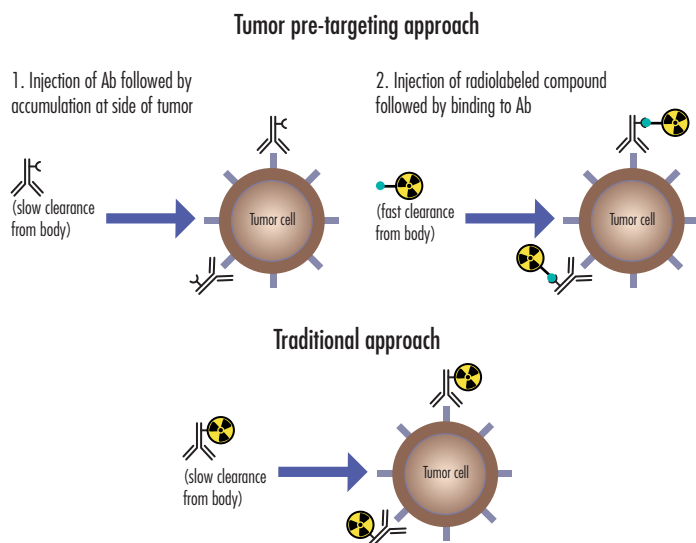 Tumor pre-targeting approach
1. Injection of Ab followed by
accumulation at side of tumor
2. Injection of radiolabeled compound
followed by binding to Ab
(slow clearance
from body)
Tumor cell
(fast clearance
from body)
Tumor cell
Traditional approach
(slow clearance
from body)
Tumor cell